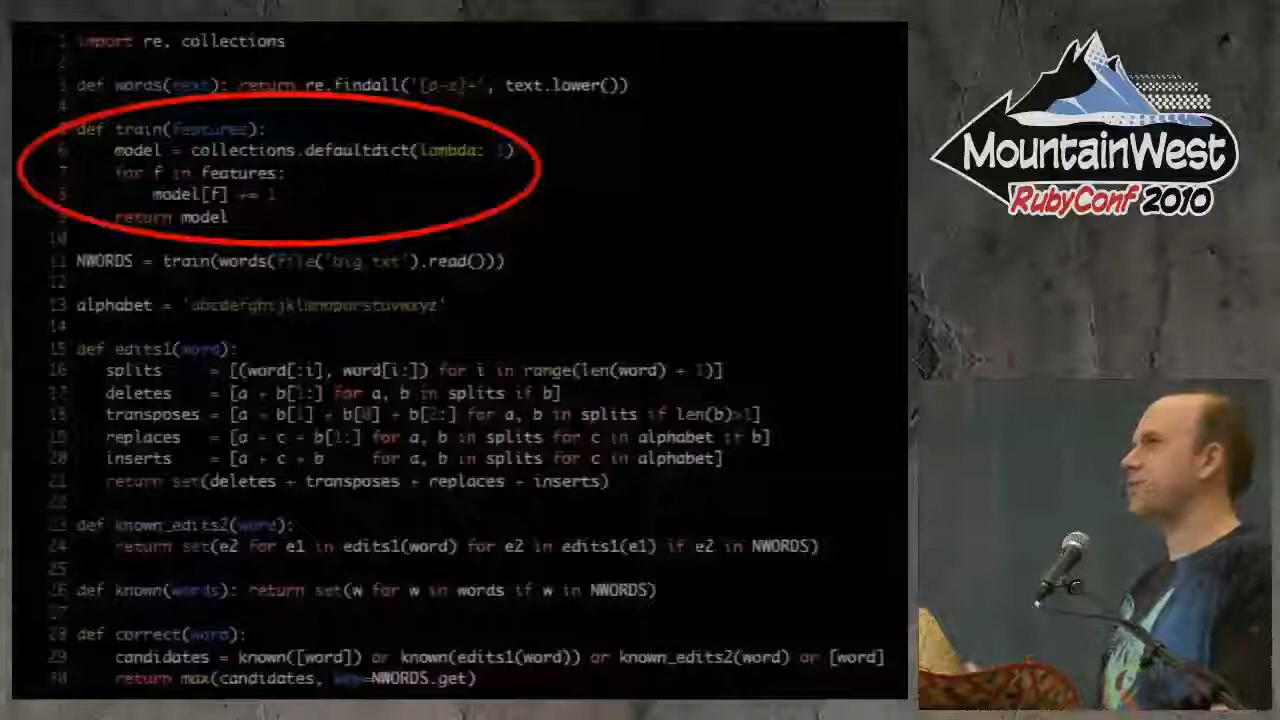 1 import re, collections
2
3 def words(text): return re.findall('[a-z]+', text.lower())
4
5 def train(features):
6 model = collections.defaultdict(lambda: 1)
7 for f in features:
8 model[f] += 1
9 return model
10
11 NWORDS = train(words(file('big.txt').read()))
12
13 alphabet = 'abcdefghijklmnopqrstuvwxyz'
14
15 def edits1(word):
16 splits = [(word[:i], word[i:]) for i in range(len(word) + 1)]
17 deletes = [a + b[1:] for a, b in splits if b]
18 transposes = [a + b[1] + b[0] + b[2:] for a, b in splits if len(b)>1]
19 replaces = [a + c + b[1:] for a, b in splits for c in alphabet if b]
20 inserts = [a + c + b for a, b in splits for c in alphabet]
21 return set(deletes + transposes + replaces + inserts)
22
23 def known_edits2(word):
24 return set(e2 for e1 in edits1(word) for e2 in edits1(e1) if e2 in NWORDS)
25
26 def known(words): return set(w for w in words if w in NWORDS)
27
28 def correct(word):
29 candidates = known([word]) or known(edits1(word)) or known_edits2(word) or [word]
30 return max(candidates, key=NWORDS.get)
MountainWest
RubyConf 2010